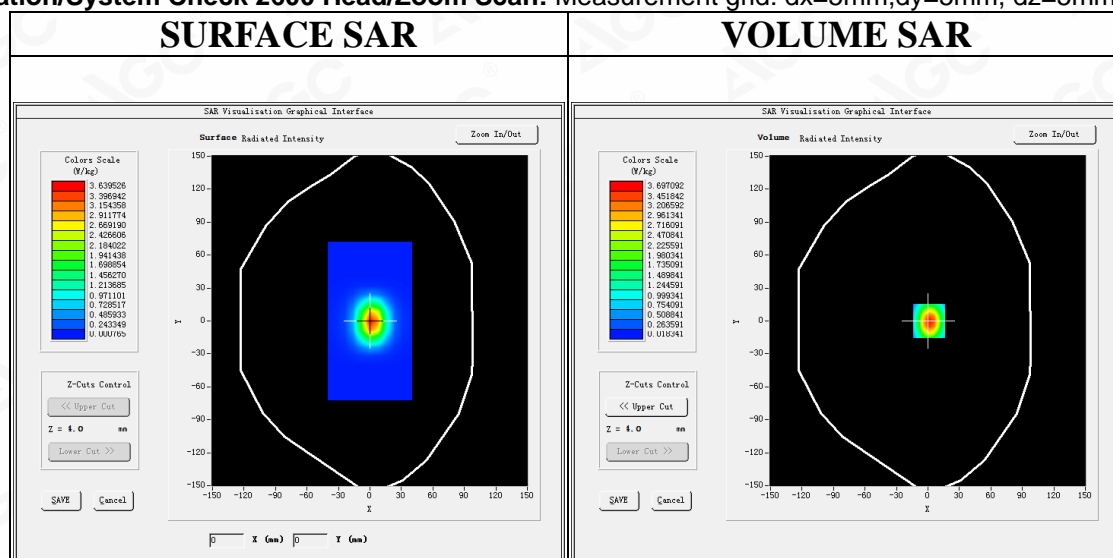 ation/System Check 2600 Head/Zoom Scan: Measurement grid: dx=5mm,dy=5mm, dz=5mm
SURFACE SAR
VOLUME SAR
SAR Visualisation Graphical Interface
Surface Radiated Intensity
Zoom In/Out
Colors Scale
(W/kg)
3.639526
3.396942
3.154358
2.911774
2.669190
2.426606
2.184022
1.941438
1.698854
1.456270
1.213685
0.971101
0.728517
0.485933
0.243349
0.000765
150
120
90
60
30
0
-30
-60
-90
-120
-150
Y
-150 -120 -90 -60 -30 0 30 60 90 120 150
X
Z-Cuts Control
<< Upper Cut
Z = 4.0 mm
Lower Cut >>
SAVE Cancel
0 X (mm) 0 Y (mm)
SAR Visualisation Graphical Interface
Volume Radiated Intensity
Zoom In/Out
Colors Scale
(W/kg)
3.697092
3.451842
3.206592
2.961341
2.716091
2.470841
2.225591
1.980341
1.735091
1.489841
1.244591
0.999341
0.754091
0.508841
0.263591
0.018341
150
120
90
60
30
0
-30
-60
-90
-120
-150
Y
-150 -120 -90 -60 -30 0 30 60 90 120 150
X
Z-Cuts Control
<< Upper Cut
Z = 4.0 mm
Lower Cut >>
SAVE Cancel